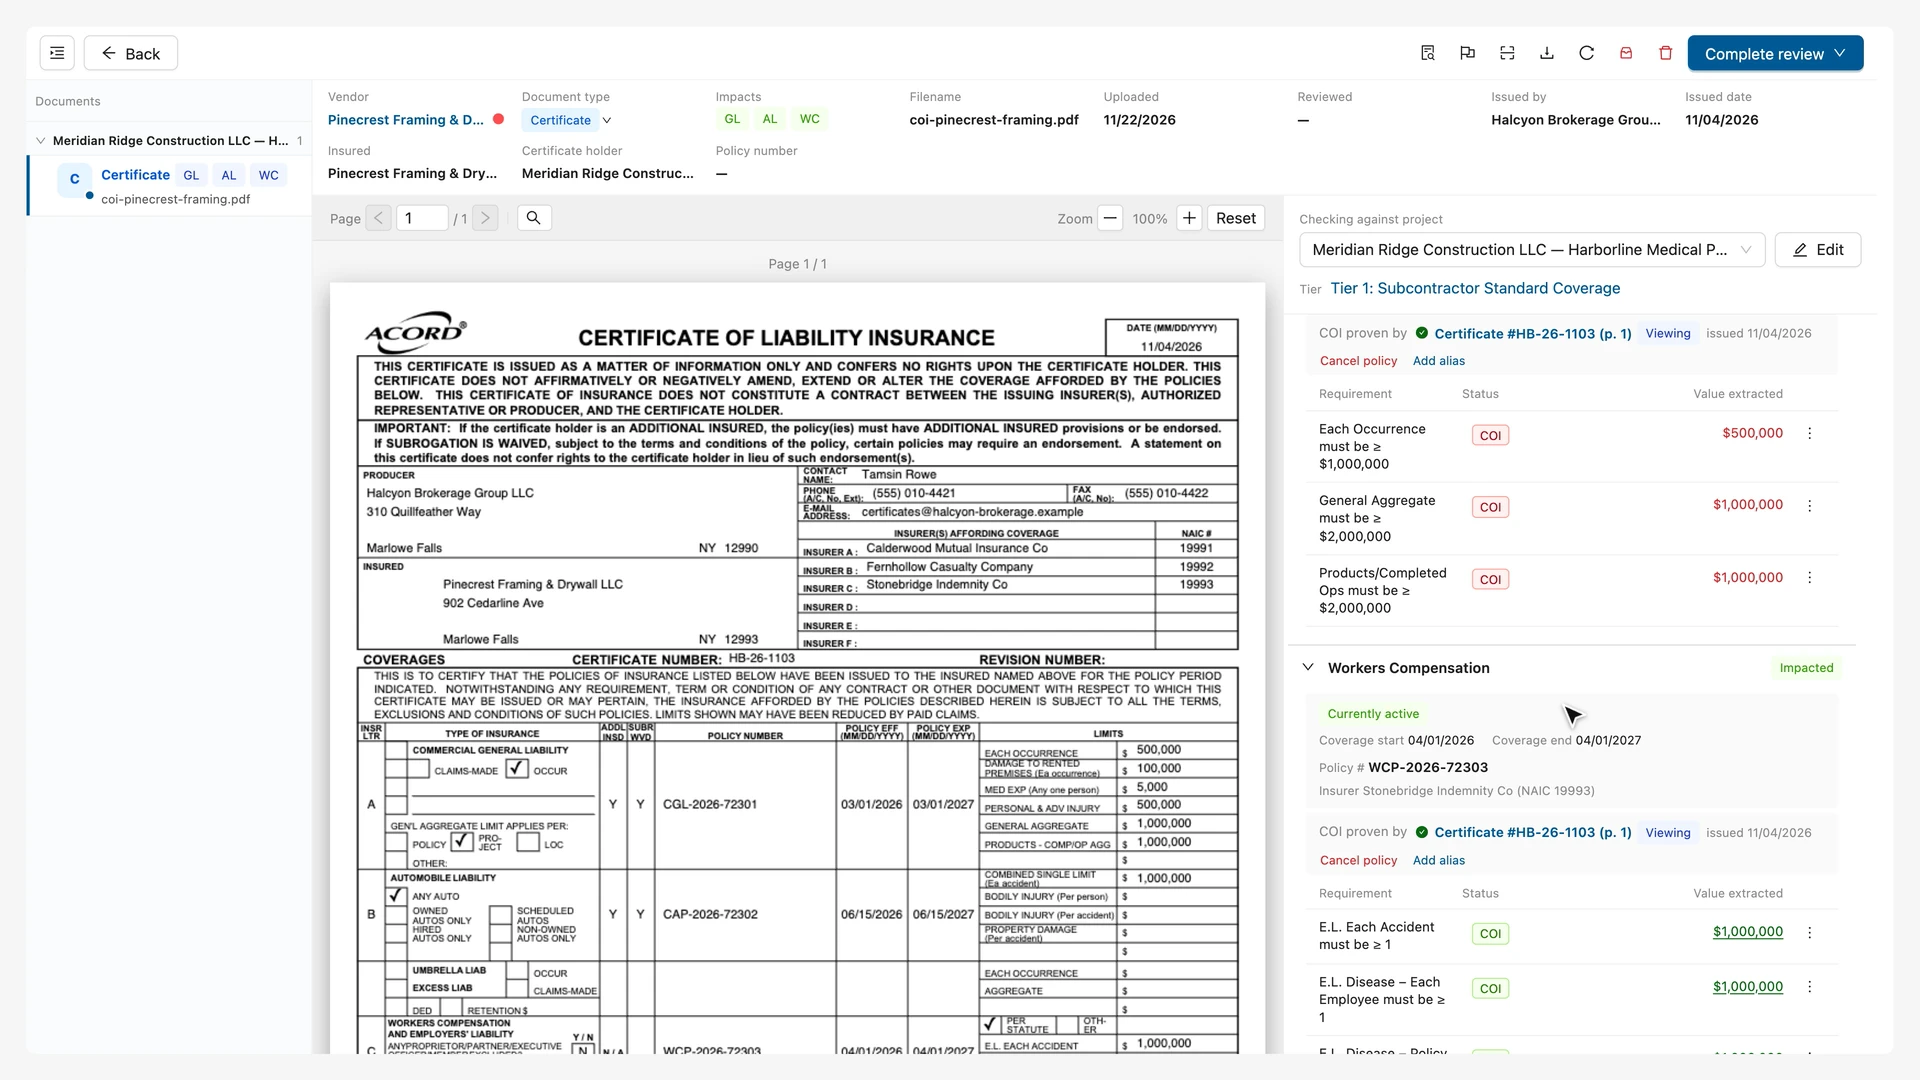 Back
Complete review
Documents
Meridian Ridge Construction LLC — H... 1
C Certificate GL AL WC
coi-pinecrest-framing.pdf
Vendor Document type Impacts Filename Uploaded Reviewed Issued by Issued date
Pinecrest Framing & D... Certificate GL AL WC coi-pinecrest-framing.pdf 11/22/2026 — Halcyon Brokerage Grou... 11/04/2026
Insured Certificate holder Policy number
Pinecrest Framing & Dry... Meridian Ridge Construc... —
Page 1 / 1 Zoom 100% Reset
Page 1 / 1
ACORD®
CERTIFICATE OF LIABILITY INSURANCE
DATE (MM/DD/YYYY)
11/04/2026
THIS CERTIFICATE IS ISSUED AS A MATTER OF INFORMATION ONLY AND CONFERS NO RIGHTS UPON THE CERTIFICATE HOLDER. THIS
CERTIFICATE DOES NOT AFFIRMATIVELY OR NEGATIVELY AMEND, EXTEND OR ALTER THE COVERAGE AFFORDED BY THE POLICIES
BELOW. THIS CERTIFICATE OF INSURANCE DOES NOT CONSTITUTE A CONTRACT BETWEEN THE ISSUING INSURER(S), AUTHORIZED
REPRESENTATIVE OR PRODUCER, AND THE CERTIFICATE HOLDER.
IMPORTANT: If the certificate holder is an ADDITIONAL INSURED, the policy(ies) must have ADDITIONAL INSURED provisions or be endorsed.
If SUBROGATION IS WAIVED, subject to the terms and conditions of the policy, certain policies may require an endorsement. A statement on
this certificate does not confer rights to the certificate holder in lieu of such endorsement(s).
PRODUCER
Halcyon Brokerage Group LLC
310 Quillfeather Way
Marlowe Falls NY 12990
CONTACT NAME: Tamsin Rowe
PHONE (A/C, No, Ext): (555) 010-4421 FAX (A/C, No): (555) 010-4422
E-MAIL ADDRESS: certificates@halcyon-brokerage.example
INSURER(S) AFFORDING COVERAGE NAIC #
INSURER A : Calderwood Mutual Insurance Co 19991
INSURER B : Fernhollow Casualty Company 19992
INSURER C : Stonebridge Indemnity Co 19993
INSURER D :
INSURER E :
INSURER F :
INSURED
Pinecrest Framing & Drywall LLC
902 Cedarline Ave
Marlowe Falls NY 12993
COVERAGES CERTIFICATE NUMBER: HB-26-1103 REVISION NUMBER:
THIS IS TO CERTIFY THAT THE POLICIES OF INSURANCE LISTED BELOW HAVE BEEN ISSUED TO THE INSURED NAMED ABOVE FOR THE POLICY PERIOD
INDICATED. NOTWITHSTANDING ANY REQUIREMENT, TERM OR CONDITION OF ANY CONTRACT OR OTHER DOCUMENT WITH RESPECT TO WHICH THIS
CERTIFICATE MAY BE ISSUED OR MAY PERTAIN, THE INSURANCE AFFORDED BY THE POLICIES DESCRIBED HEREIN IS SUBJECT TO ALL THE TERMS,
EXCLUSIONS AND CONDITIONS OF SUCH POLICIES. LIMITS SHOWN MAY HAVE BEEN REDUCED BY PAID CLAIMS.
INSR LTR TYPE OF INSURANCE ADDL INSD SUBR WVD POLICY NUMBER POLICY EFF (MM/DD/YYYY) POLICY EXP (MM/DD/YYYY) LIMITS
COMMERCIAL GENERAL LIABILITY
CLAIMS-MADE OCCUR
A Y Y CGL-2026-72301 03/01/2026 03/01/2027
GEN'L AGGREGATE LIMIT APPLIES PER:
POLICY PRO-JECT LOC
OTHER:
EACH OCCURRENCE $ 500,000
DAMAGE TO RENTED PREMISES (Ea occurrence) $ 100,000
MED EXP (Any one person) $ 5,000
PERSONAL & ADV INJURY $ 500,000
GENERAL AGGREGATE $ 1,000,000
PRODUCTS - COMP/OP AGG $ 1,000,000
$
AUTOMOBILE LIABILITY
ANY AUTO
OWNED AUTOS ONLY SCHEDULED AUTOS
HIRED AUTOS ONLY NON-OWNED AUTOS ONLY
B Y Y CAP-2026-72302 06/15/2026 06/15/2027
COMBINED SINGLE LIMIT (Ea accident) $ 1,000,000
BODILY INJURY (Per person) $
BODILY INJURY (Per accident) $
PROPERTY DAMAGE (Per accident) $
$
UMBRELLA LIAB OCCUR
EXCESS LIAB CLAIMS-MADE
DED RETENTION $
EACH OCCURRENCE $
AGGREGATE $
$
WORKERS COMPENSATION
AND EMPLOYERS' LIABILITY Y / N
ANYPROPRIETOR/PARTNER/EXECUTIVE
C N N / A WCP-2026-72303 04/01/2026 04/01/2027
PER STATUTE OTH-ER
E.L. EACH ACCIDENT $ 1,000,000
Checking against project
Meridian Ridge Construction LLC — Harborline Medical P... Edit
Tier Tier 1: Subcontractor Standard Coverage
COI proven by Certificate #HB-26-1103 (p. 1) Viewing issued 11/04/2026
Cancel policy Add alias
Requirement Status Value extracted
Each Occurrence must be ≥ $1,000,000 COI $500,000
General Aggregate must be ≥ $2,000,000 COI $1,000,000
Products/Completed Ops must be ≥ $2,000,000 COI $1,000,000
Workers Compensation Impacted
Currently active
Coverage start 04/01/2026 Coverage end 04/01/2027
Policy # WCP-2026-72303
Insurer Stonebridge Indemnity Co (NAIC 19993)
COI proven by Certificate #HB-26-1103 (p. 1) Viewing issued 11/04/2026
Cancel policy Add alias
Requirement Status Value extracted
E.L. Each Accident must be ≥ 1 COI $1,000,000
E.L. Disease – Each Employee must be ≥ 1 COI $1,000,000
E.L. Disease – Policy